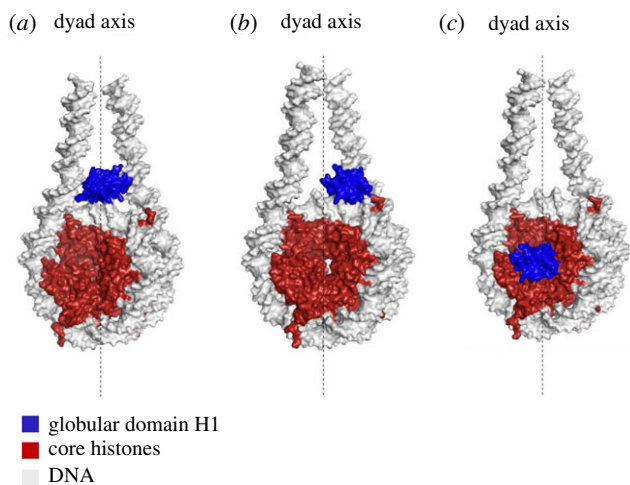 (a) dyad axis (b) dyad axis (c) dyad axis
globular domain H1
core histones
DNA